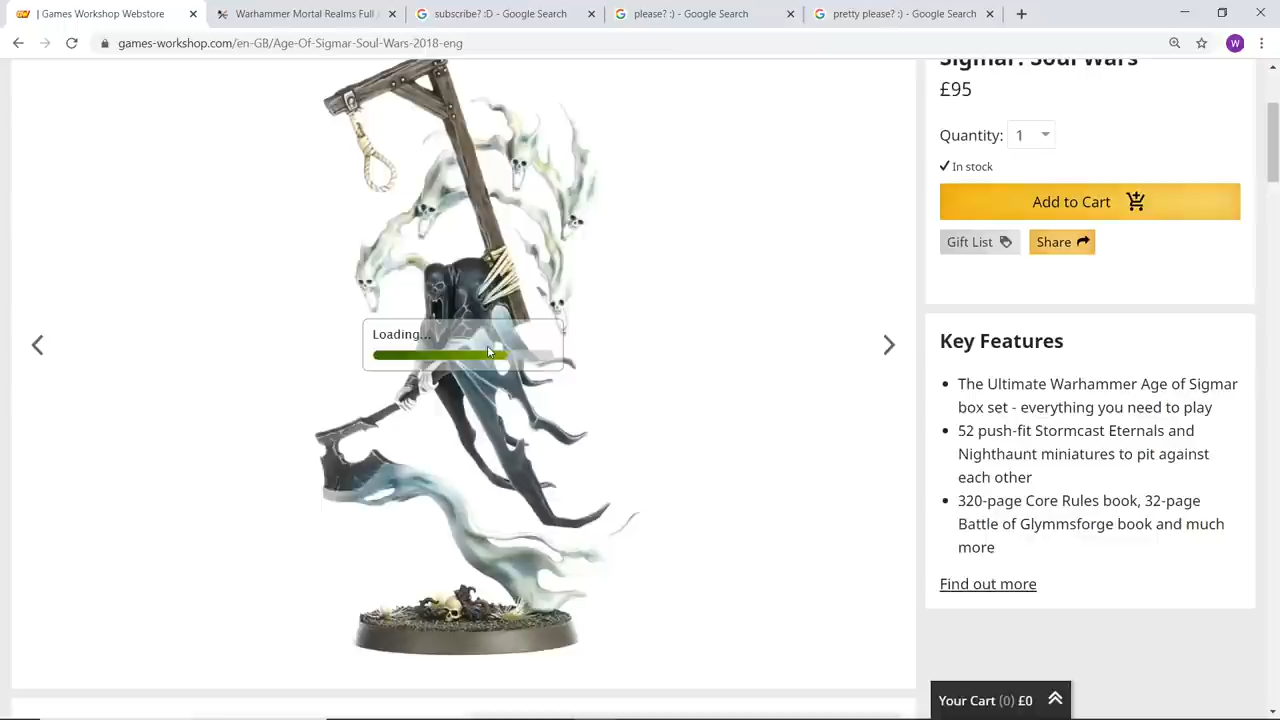 | Games Workshop Webstore
Warhammer Mortal Realms Full
subscribe? :D - Google Search
please? :) - Google Search
pretty please? :) - Google Search
games-workshop.com/en-GB/Age-Of-Sigmar-Soul-Wars-2018-eng
W
Sigmar: Soul Wars
£95
Quantity: 1
In stock
Add to Cart
Gift List
Share
Loading...
Key Features
The Ultimate Warhammer Age of Sigmar
box set - everything you need to play
52 push-fit Stormcast Eternals and
Nighthaunt miniatures to pit against
each other
320-page Core Rules book, 32-page
Battle of Glymmsforge book and much
more
Find out more
Your Cart (0) £0